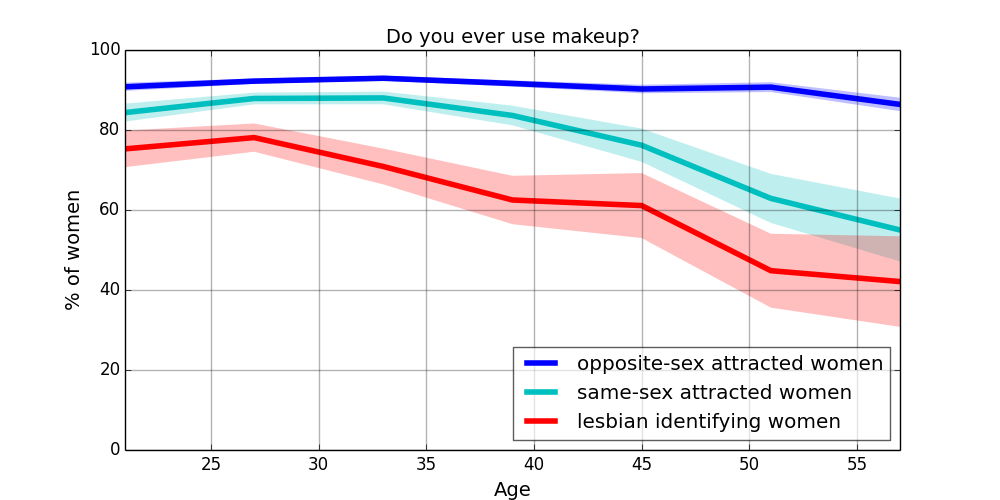 Do you ever use makeup?
100
80
60
40
20
0
% of women
25 30 35 40 45 50 55
Age
opposite-sex attracted women
same-sex attracted women
lesbian identifying women